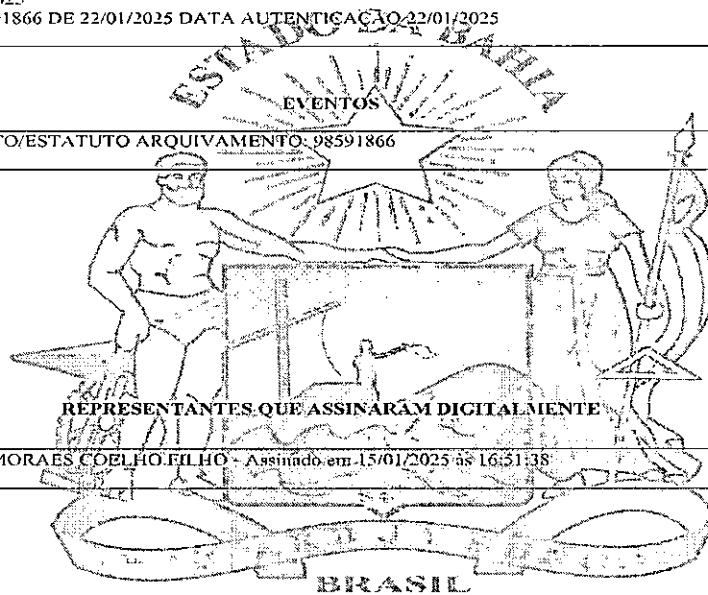 1866 DE 22/01/2025 DATA AUTENTICAÇÃO 22/01/2025
ESTADO DA BAHIA
EVENTOS
TO/ESTATUTO ARQUIVAMENTO: 98591866
REPRESENTANTES QUE ASSINARAM DIGITALMENTE
MORAES COELHO FILHO - Assinado em 15/01/2025 às 16:51:38
BRASIL